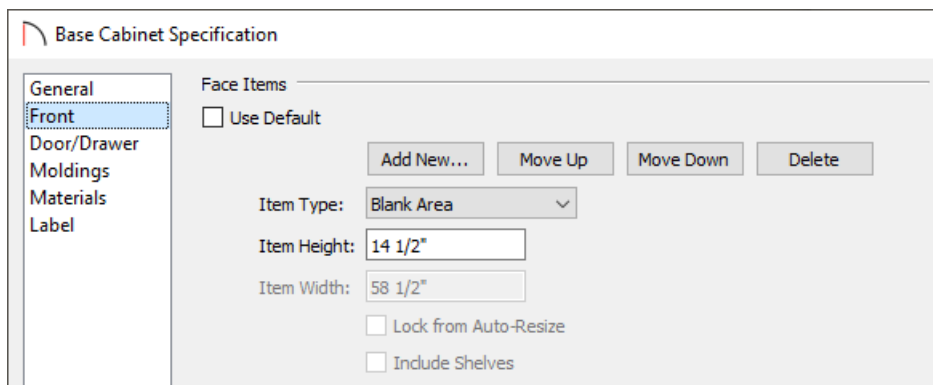 Base Cabinet Specification
General
Front
Door/Drawer
Moldings
Materials
Label
Face Items
Use Default
Add New... Move Up Move Down Delete
Item Type: Blank Area
Item Height: 14 1/2"
Item Width: 58 1/2"
Lock from Auto-Resize
Include Shelves